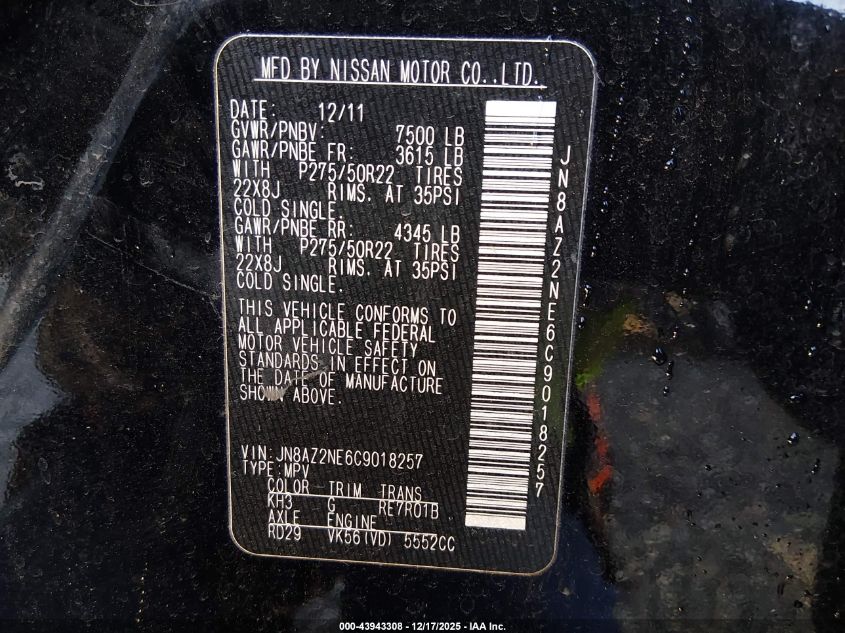 MFD BY NISSAN MOTOR CO.,LTD.
DATE: 12/11
GVWR/PNBV: 7500 LB
GAWR/PNBE FR: 3615 LB
WITH P275/50R22 TIRES
22X8J RIMS. AT 35PSI
COLD SINGLE.
GAWR/PNBE RR: 4345 LB
WITH P275/50R22 TIRES
22X8J RIMS. AT 35PSI
COLD SINGLE.
THIS VEHICLE CONFORMS TO
ALL APPLICABLE FEDERAL
MOTOR VEHICLE SAFETY
STANDARDS IN EFFECT ON
THE DATE OF MANUFACTURE
SHOWN ABOVE.
VIN:JN8AZ2NE6C9018257
TYPE:MPV
COLOR TRIM TRANS
KH3 G RE7R01B
AXLE ENGINE
RD29 VK56(VD) 5552CC
JN8AZ2NE6C9018257
000-43943308 - 12/17/2025 - IAA Inc.